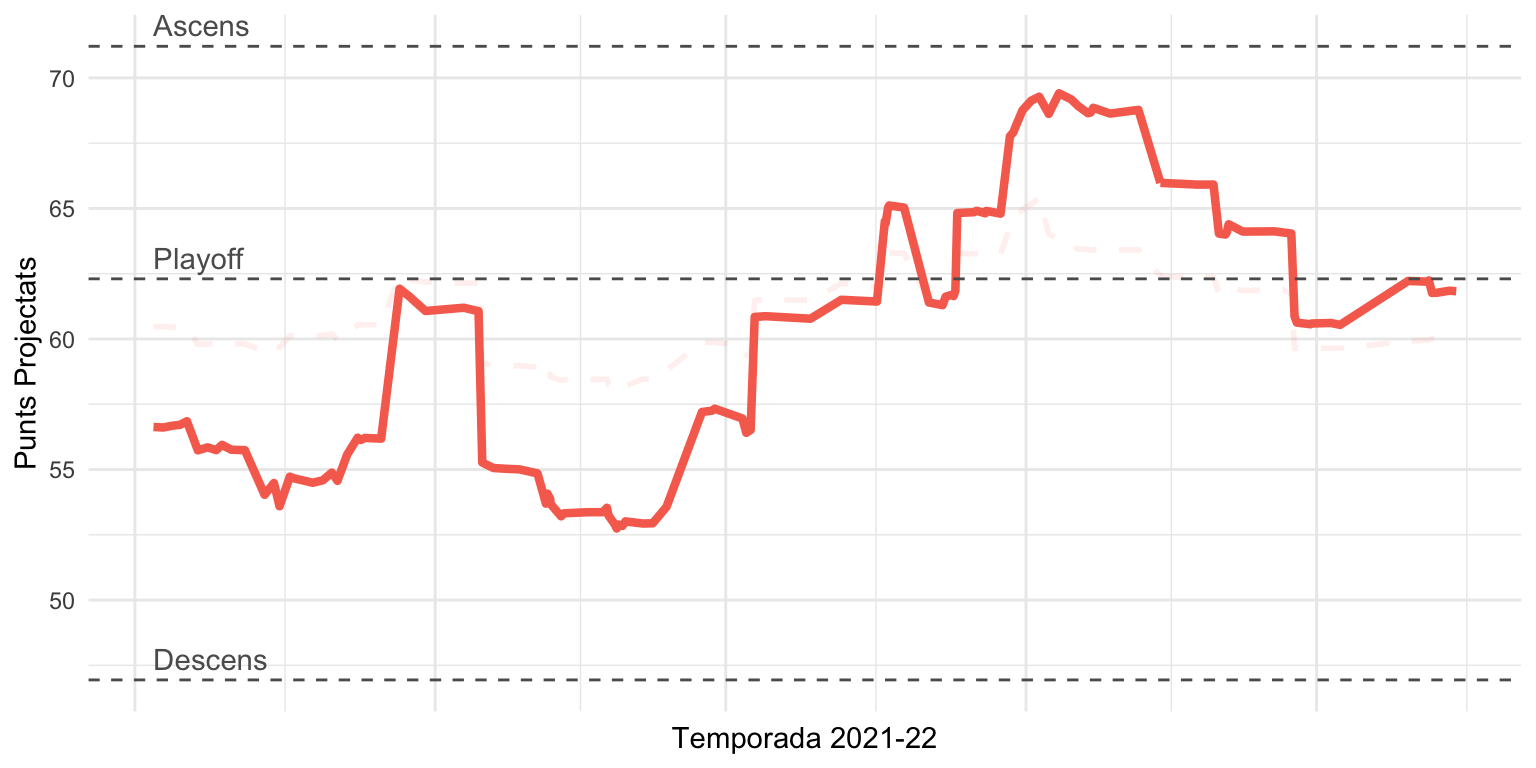 Ascens
70
65
Playoff
60
55
50
Descens
Punts Projectats
Temporada 2021-22